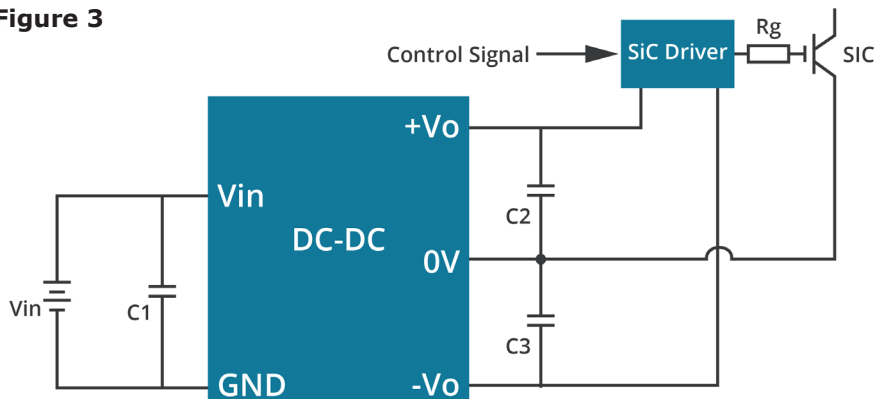 Figure 3
Rg
Control Signal
SiC Driver
SIC
+Vo
Vin
C2
DC-DC
0V
Vin
C1
C3
GND
-Vo